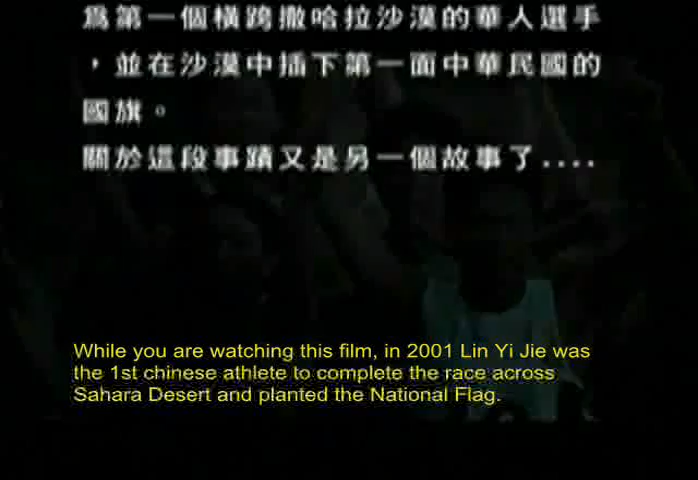 為第一個橫跨撒哈拉沙漠的華人選手
，並在沙漠中插下第一面中華民國的
國旗。
關於這段事蹟又是另一個故事了....
While you are watching this film, in 2001 Lin Yi Jie was
the 1st chinese athlete to complete the race across
Sahara Desert and planted the National Flag.